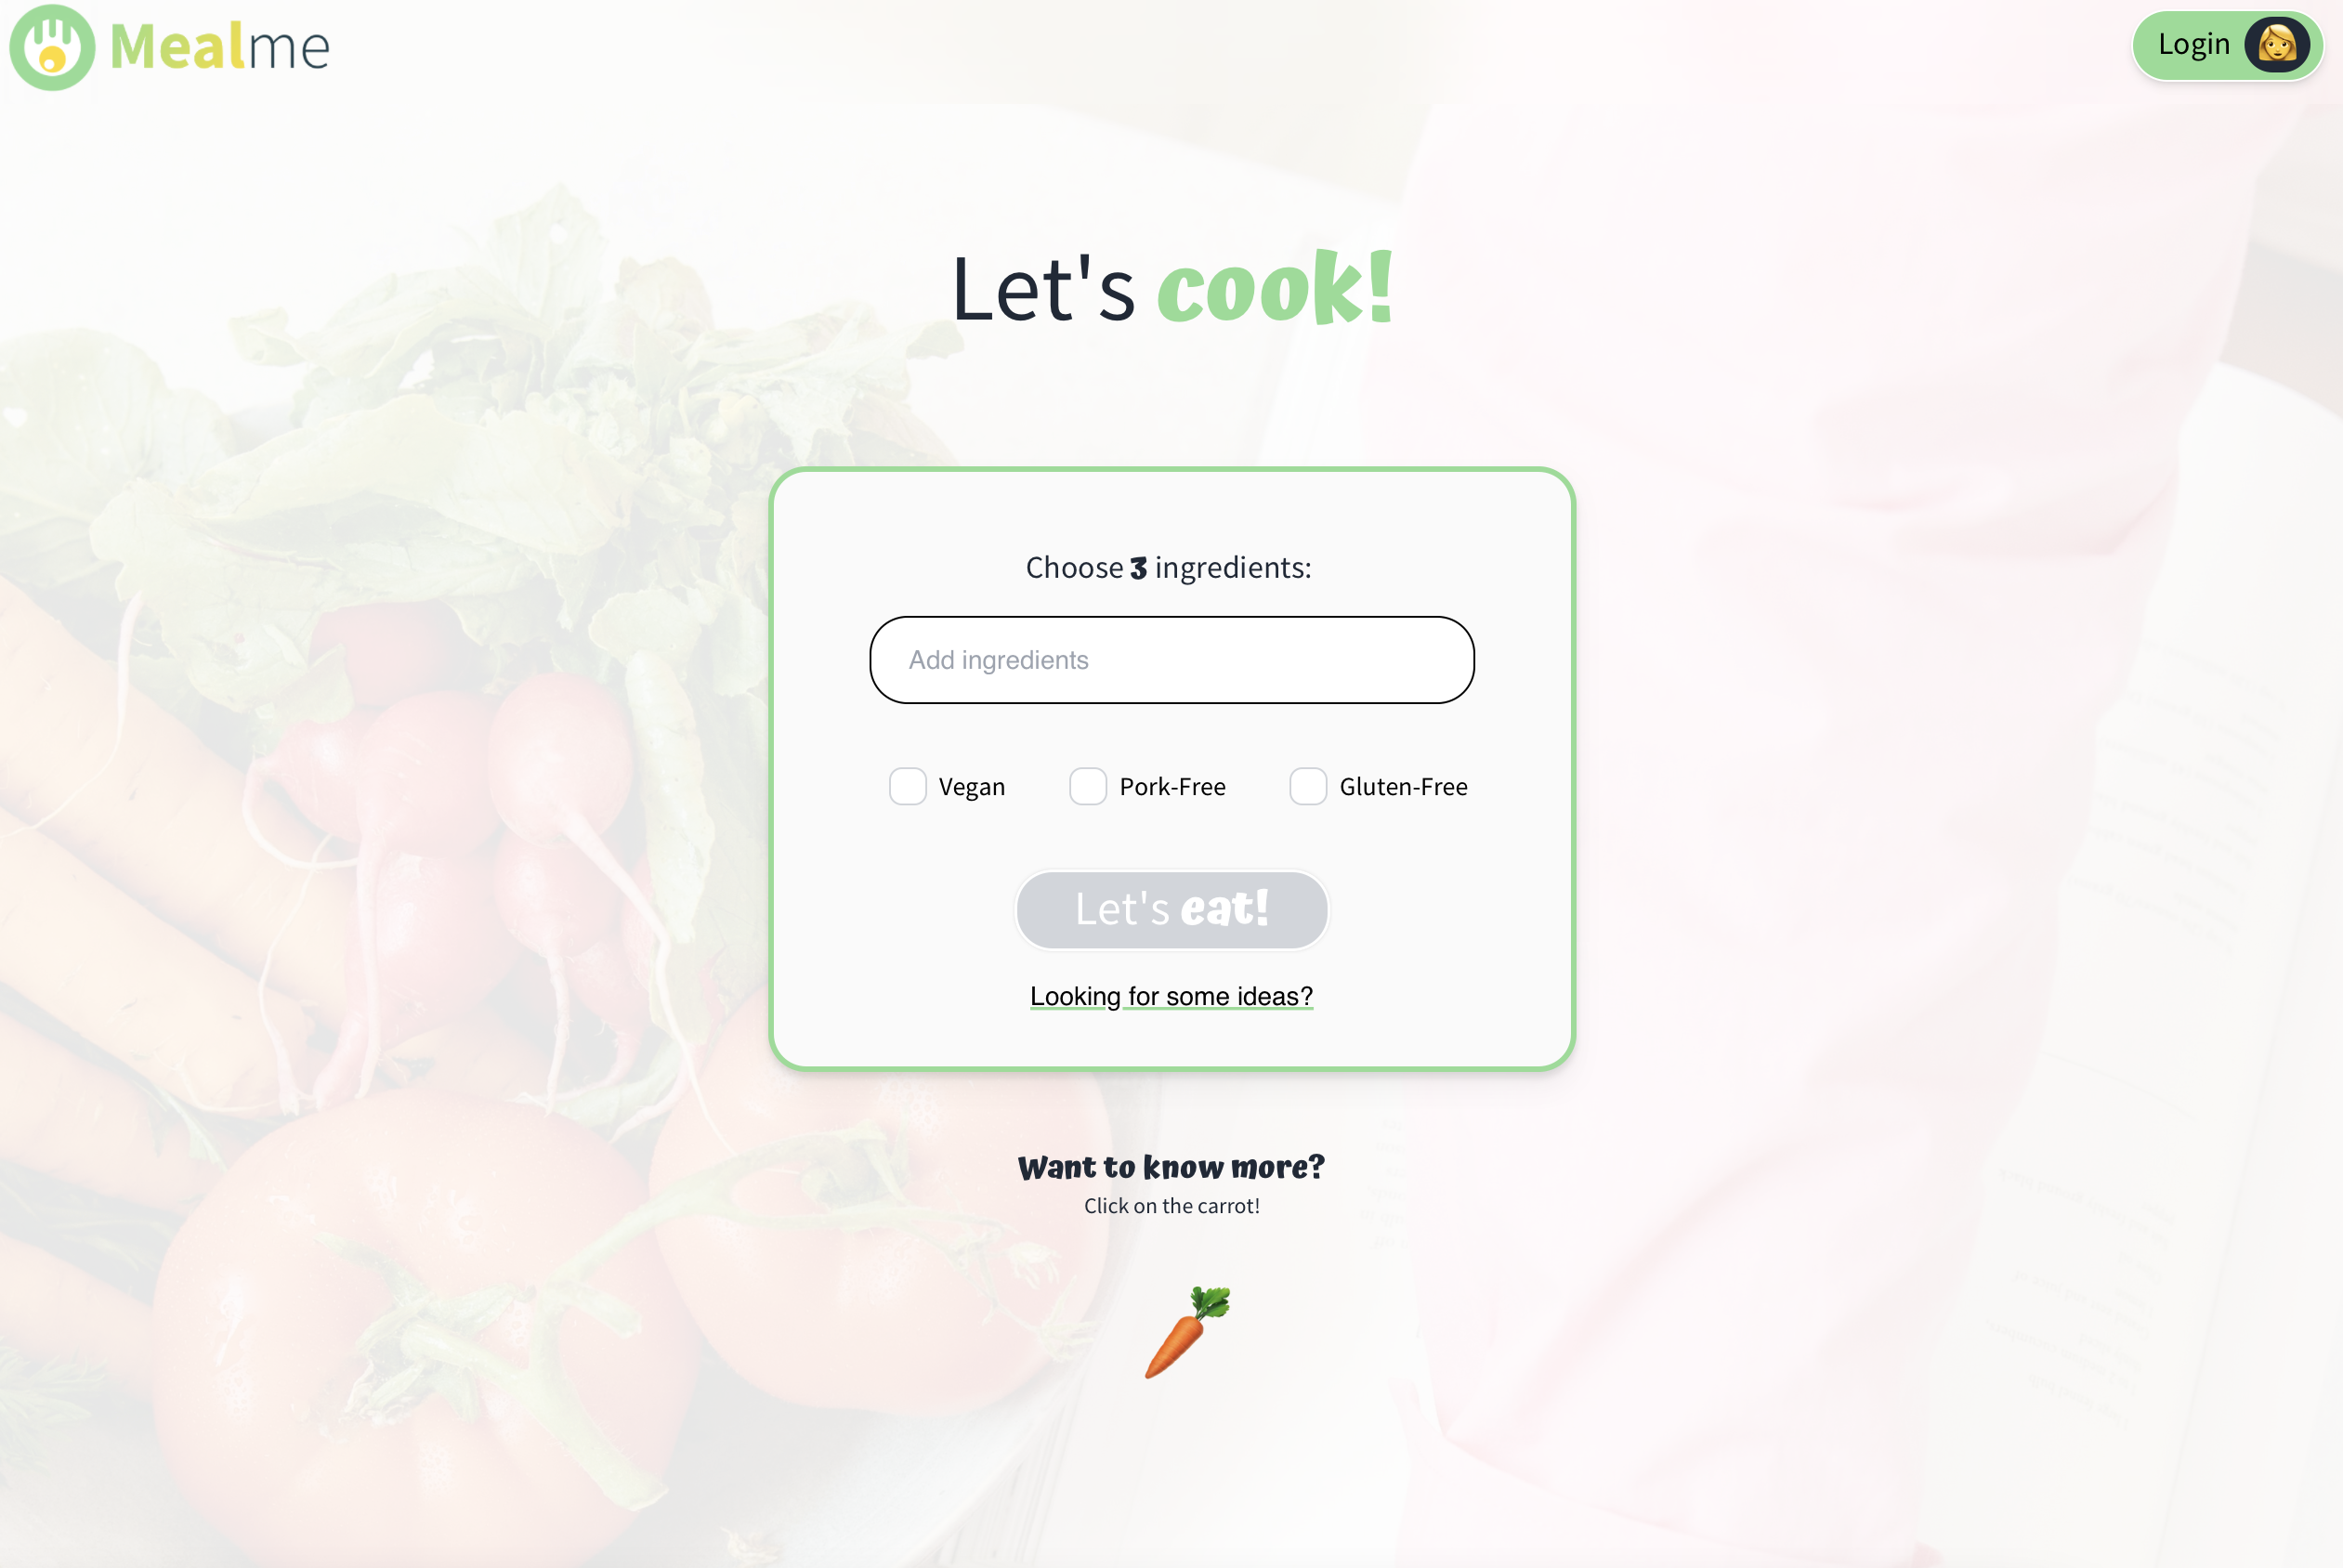 Mealme
Login
Let's cook!
Choose 3 ingredients:
Add ingredients
Vegan
Pork-Free
Gluten-Free
Let's eat!
Looking for some ideas?
Want to know more?
Click on the carrot!